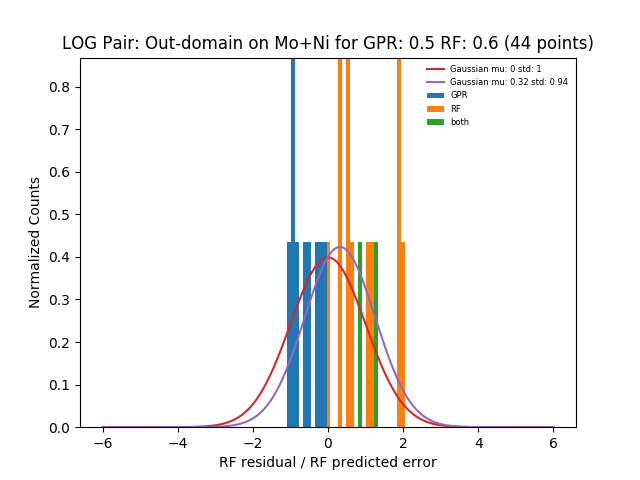 LOG Pair: Out-domain on Mo+Ni for GPR: 0.5 RF: 0.6 (44 points)
Gaussian mu: 0 std: 1
Gaussian mu: 0.32 std: 0.94
GPR
RF
both
Normalized Counts
0.8
0.7
0.6
0.5
0.4
0.3
0.2
0.1
0.0
−6 −4 −2 0 2 4 6
RF residual / RF predicted error